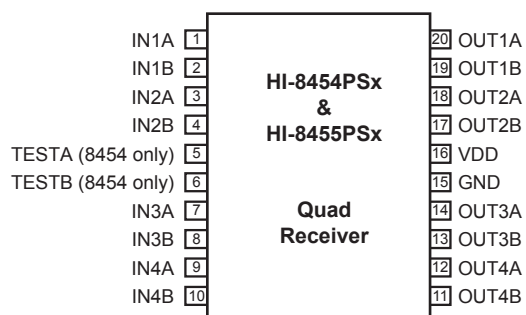 IN1A 1
IN1B 2
IN2A 3
IN2B 4
TESTA (8454 only) 5
TESTB (8454 only) 6
IN3A 7
IN3B 8
IN4A 9
IN4B 10
HI-8454PSx
&
HI-8455PSx
Quad
Receiver
20 OUT1A
19 OUT1B
18 OUT2A
17 OUT2B
16 VDD
15 GND
14 OUT3A
13 OUT3B
12 OUT4A
11 OUT4B